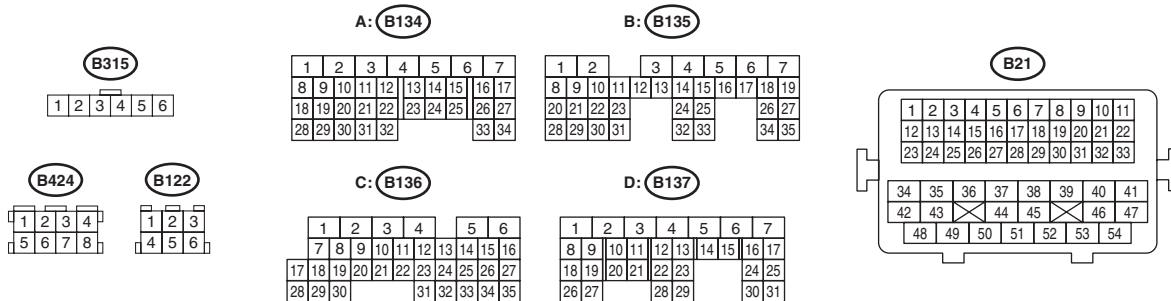 B315
1 2 3 4 5 6
B424
1 2 3 4
5 6 7 8
B122
1 2 3
4 5 6
A: B134
1 2 3 4 5 6 7
8 9 10 11 12 13 14 15 16 17
18 19 20 21 22 23 24 25 26 27
28 29 30 31 32 33 34
B: B135
1 2 3 4 5 6 7
8 9 10 11 12 13 14 15 16 17 18 19
20 21 22 23 24 25 26 27
28 29 30 31 32 33 34 35
C: B136
1 2 3 4 5 6
7 8 9 10 11 12 13 14 15 16
17 18 19 20 21 22 23 24 25 26 27
28 29 30 31 32 33 34 35
D: B137
1 2 3 4 5 6 7
8 9 10 11 12 13 14 15 16 17
18 19 20 21 22 23 24 25
26 27 28 29 30 31
B21
1 2 3 4 5 6 7 8 9 10 11
12 13 14 15 16 17 18 19 20 21 22
23 24 25 26 27 28 29 30 31 32 33
34 35 36 37 38 39 40 41
42 43 44 45 46 47
48 49 50 51 52 53 54